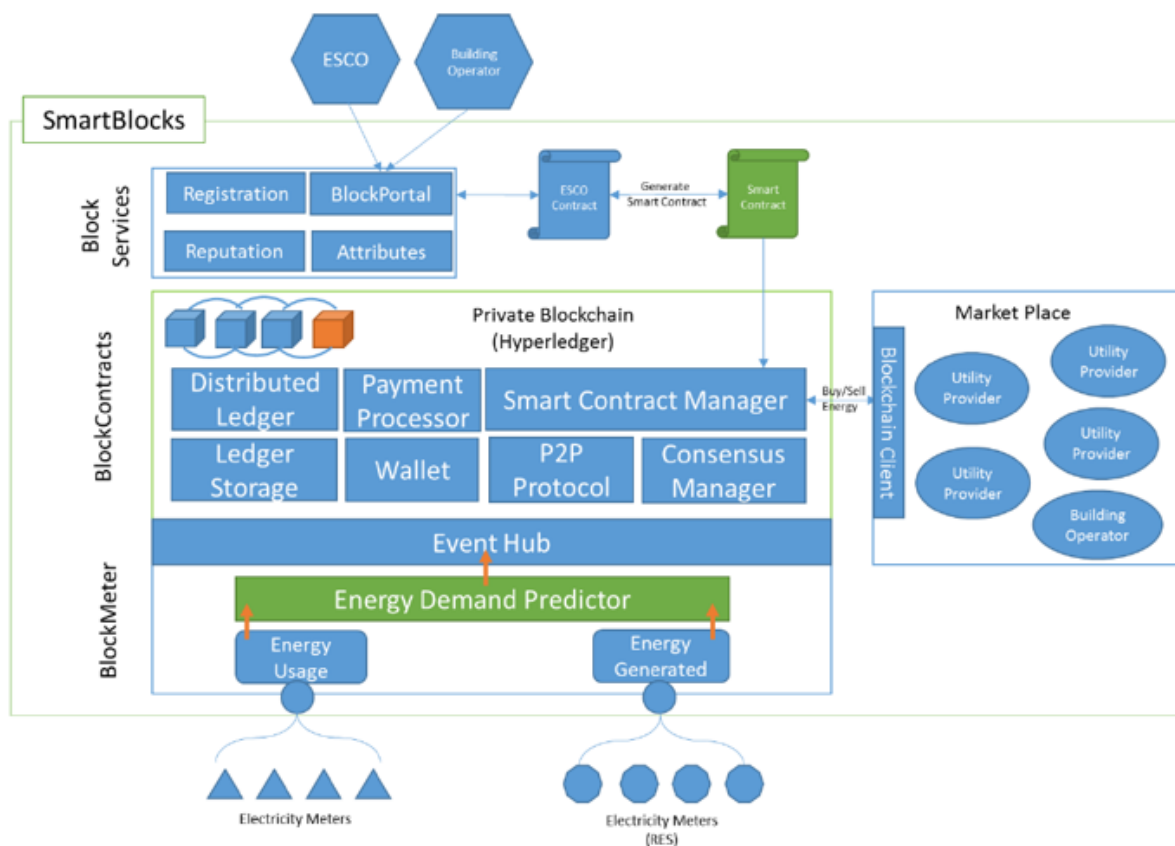 ESCO
Building
Operator
SmartBlocks
Block
Services
Registration
BlockPortal
Reputation
Attributes
ESCO
Contract
Generate
Smart Contract
Smart
Contract
BlockContracts
Private Blockchain
(Hyperledger)
Distributed
Ledger
Payment
Processor
Smart Contract Manager
Ledger
Storage
Wallet
P2P
Protocol
Consensus
Manager
Buy/Sell
Energy
Market Place
Blockchain Client
Utility
Provider
Utility
Provider
Utility
Provider
Utility
Provider
Building
Operator
BlockMeter
Event Hub
Energy Demand Predictor
Energy
Usage
Energy
Generated
Electricity Meters
Electricity Meters
(RES)